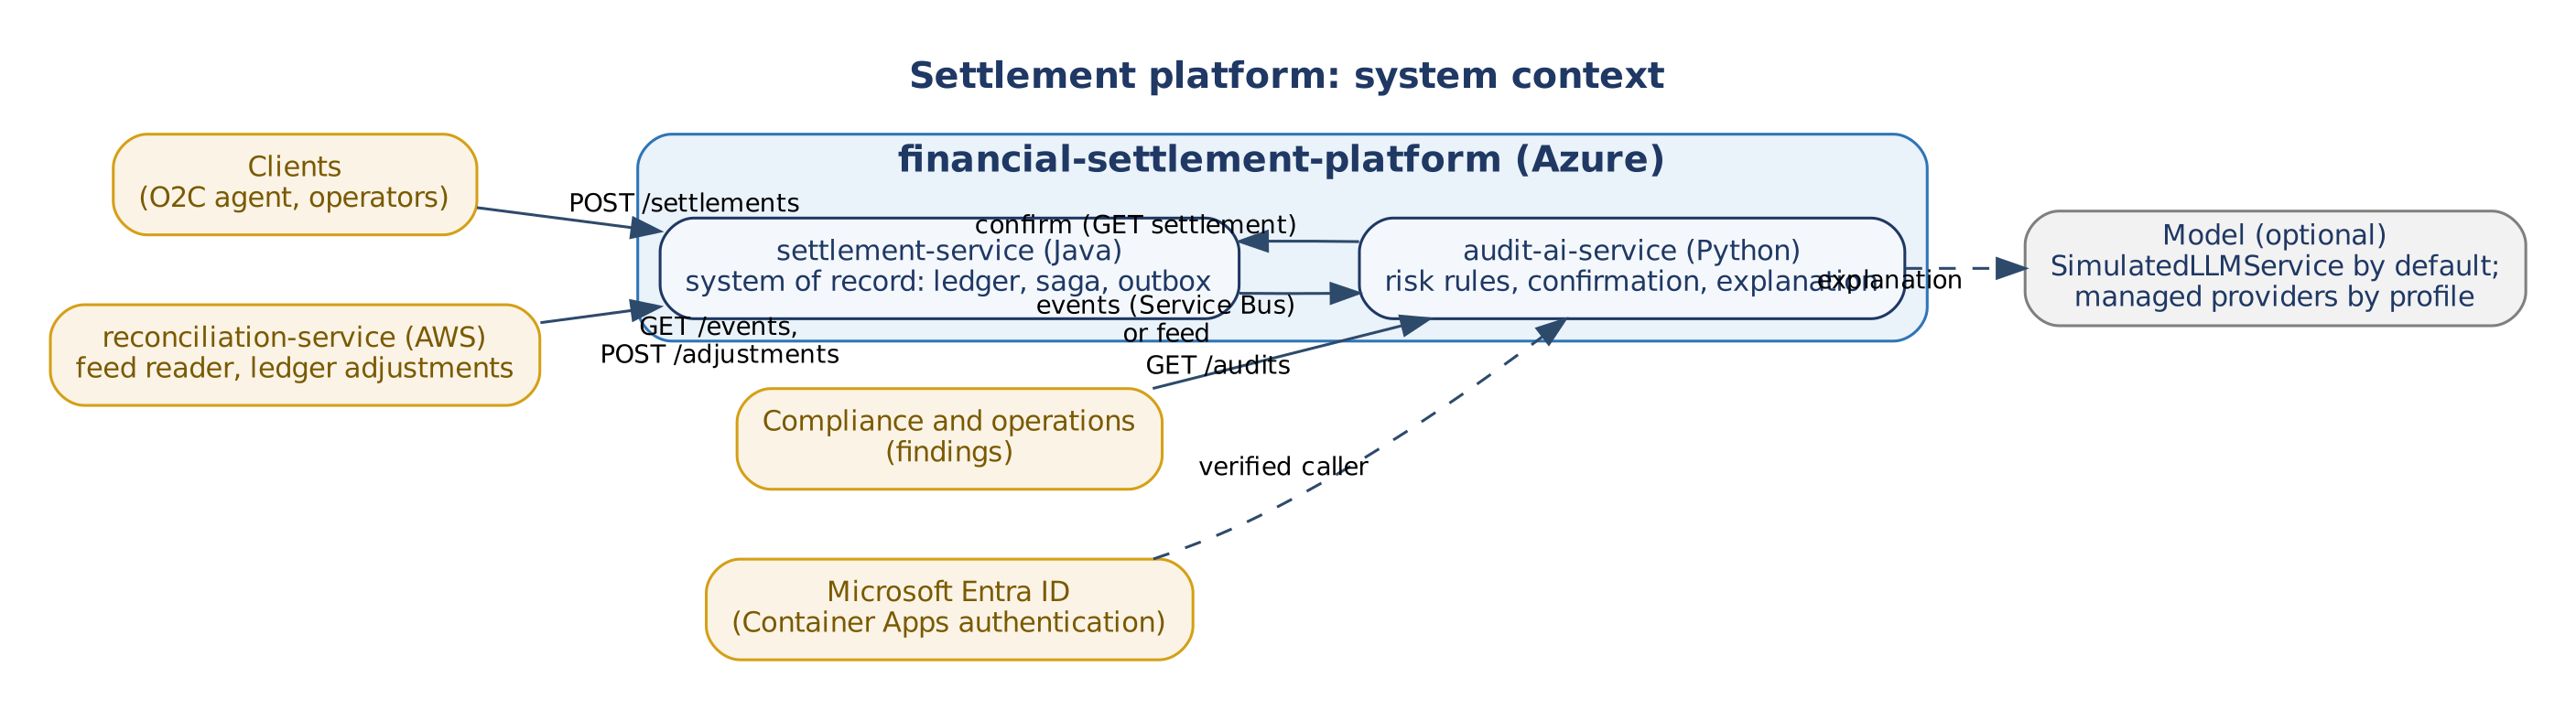 Settlement platform: system context
financial-settlement-platform (Azure)
Clients
(O2C agent, operators)
POST /settlements
confirm (GET settlement)
settlement-service (Java)
system of record: ledger, saga, outbox
audit-ai-service (Python)
risk rules, confirmation, explanation
explanation
Model (optional)
SimulatedLLMService by default;
managed providers by profile
events (Service Bus)
or feed
reconciliation-service (AWS)
feed reader, ledger adjustments
GET /events,
POST /adjustments
GET /audits
Compliance and operations
(findings)
verified caller
Microsoft Entra ID
(Container Apps authentication)